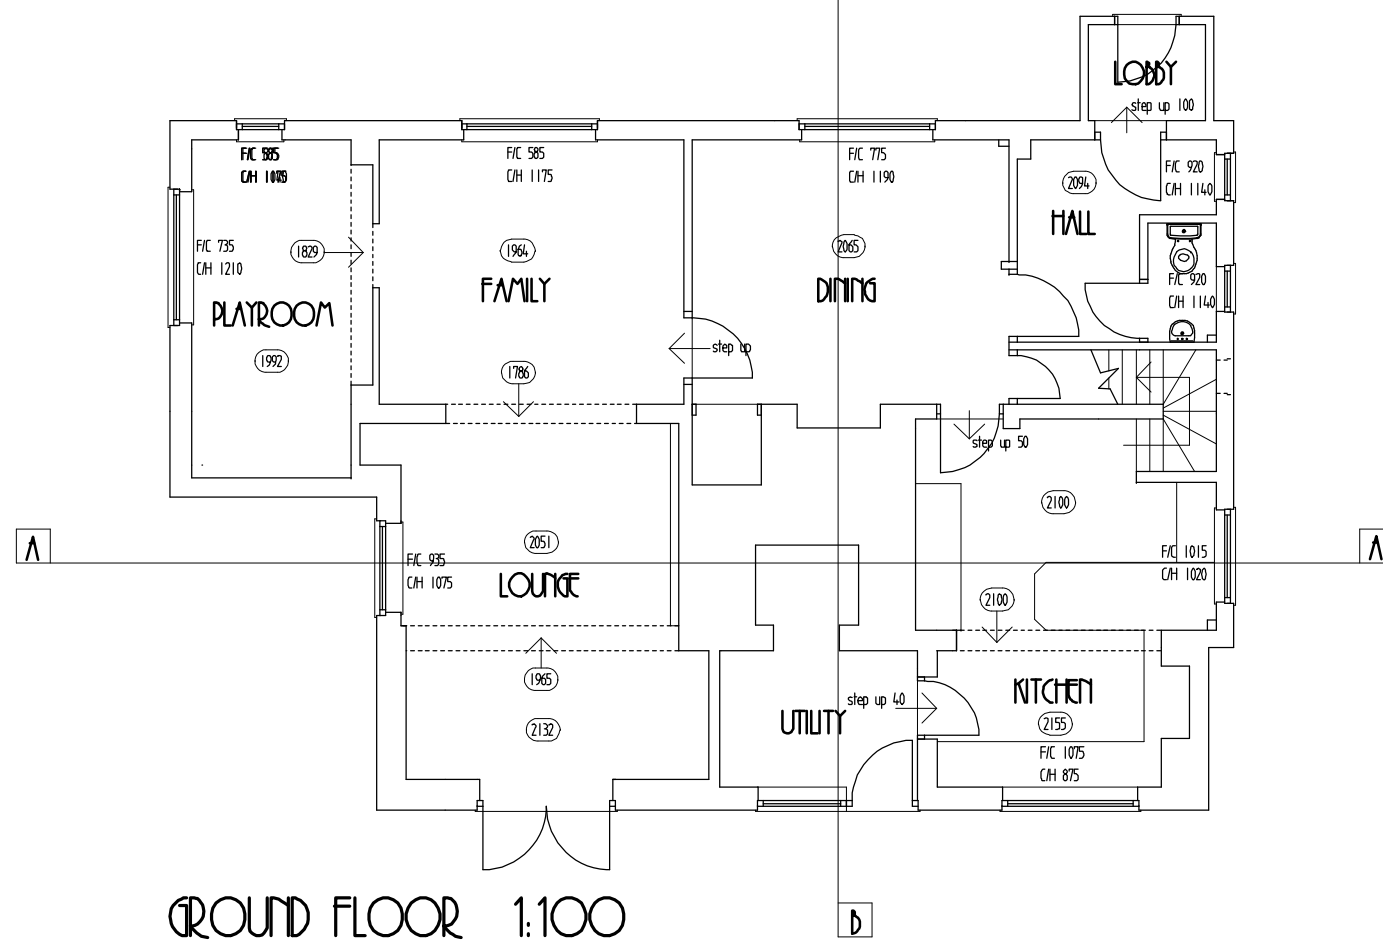 LOBBY
step up 100
F/C 585
C/H 1175
F/C 775
C/H 1190
2094
F/C 920
C/H 1140
HALL
F/C 735
C/H 1210
1829
1964
2065
FAMILY
DINING
F/C 920
C/H 1140
PLAYROOM
1992
step up
1786
step up 50
2100
A
2051
F/C 935
C/H 1075
LOUNGE
F/C 1015
C/H 1020
A
2100
1965
KITCHEN
step up 40
2132
UTILITY
2155
F/C 1075
C/H 875
GROUND FLOOR 1:100
B